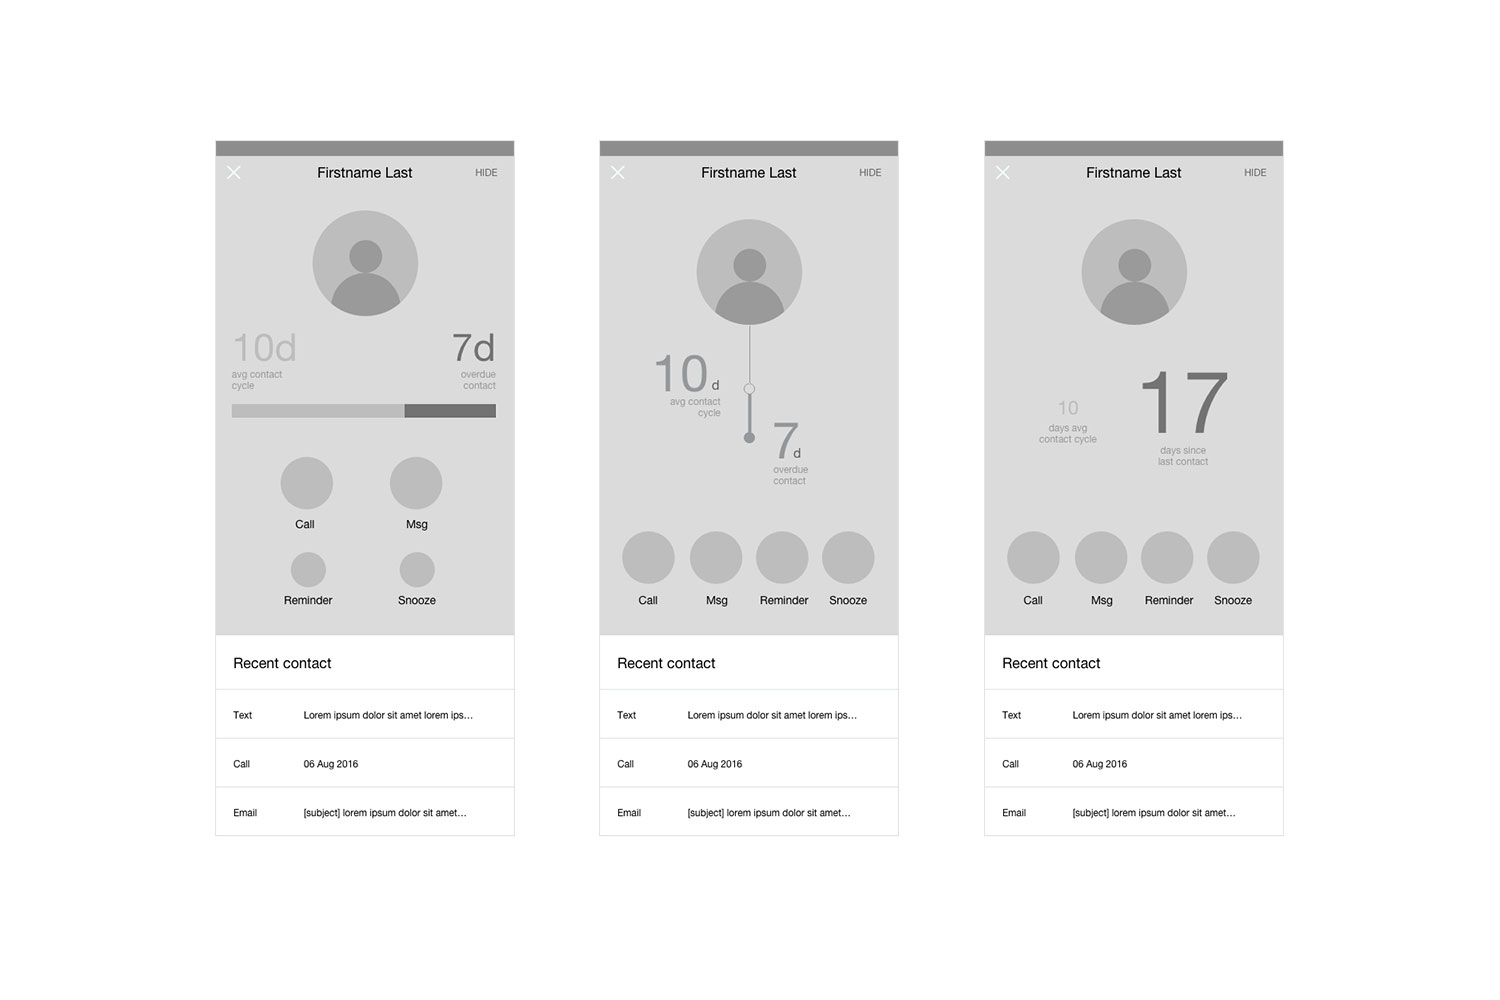 Firstname Last
HIDE
10d
7d
avg contact
cycle
overdue
contact
Call
Msg
Reminder
Snooze
Recent contact
Text
Lorem ipsum dolor sit amet lorem ips…
Call
06 Aug 2016
Email
[subject] lorem ipsum dolor sit amet…
Firstname Last
HIDE
10 d
avg contact
cycle
7 d
overdue
contact
Call
Msg
Reminder
Snooze
Recent contact
Text
Lorem ipsum dolor sit amet lorem ips…
Call
06 Aug 2016
Email
[subject] lorem ipsum dolor sit amet…
Firstname Last
HIDE
10
days avg
contact cycle
17
days since
last contact
Call
Msg
Reminder
Snooze
Recent contact
Text
Lorem ipsum dolor sit amet lorem ips…
Call
06 Aug 2016
Email
[subject] lorem ipsum dolor sit amet…